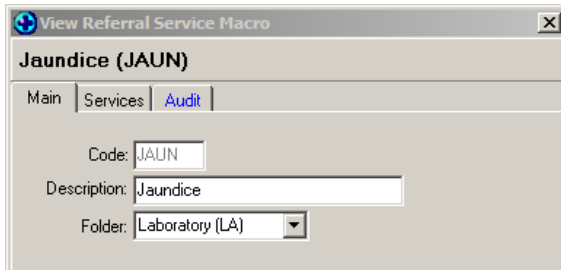 View Referral Service Macro
Jaundice (JAUN)
Main Services Audit
Code: JAUN
Description: Jaundice
Folder: Laboratory (LA)